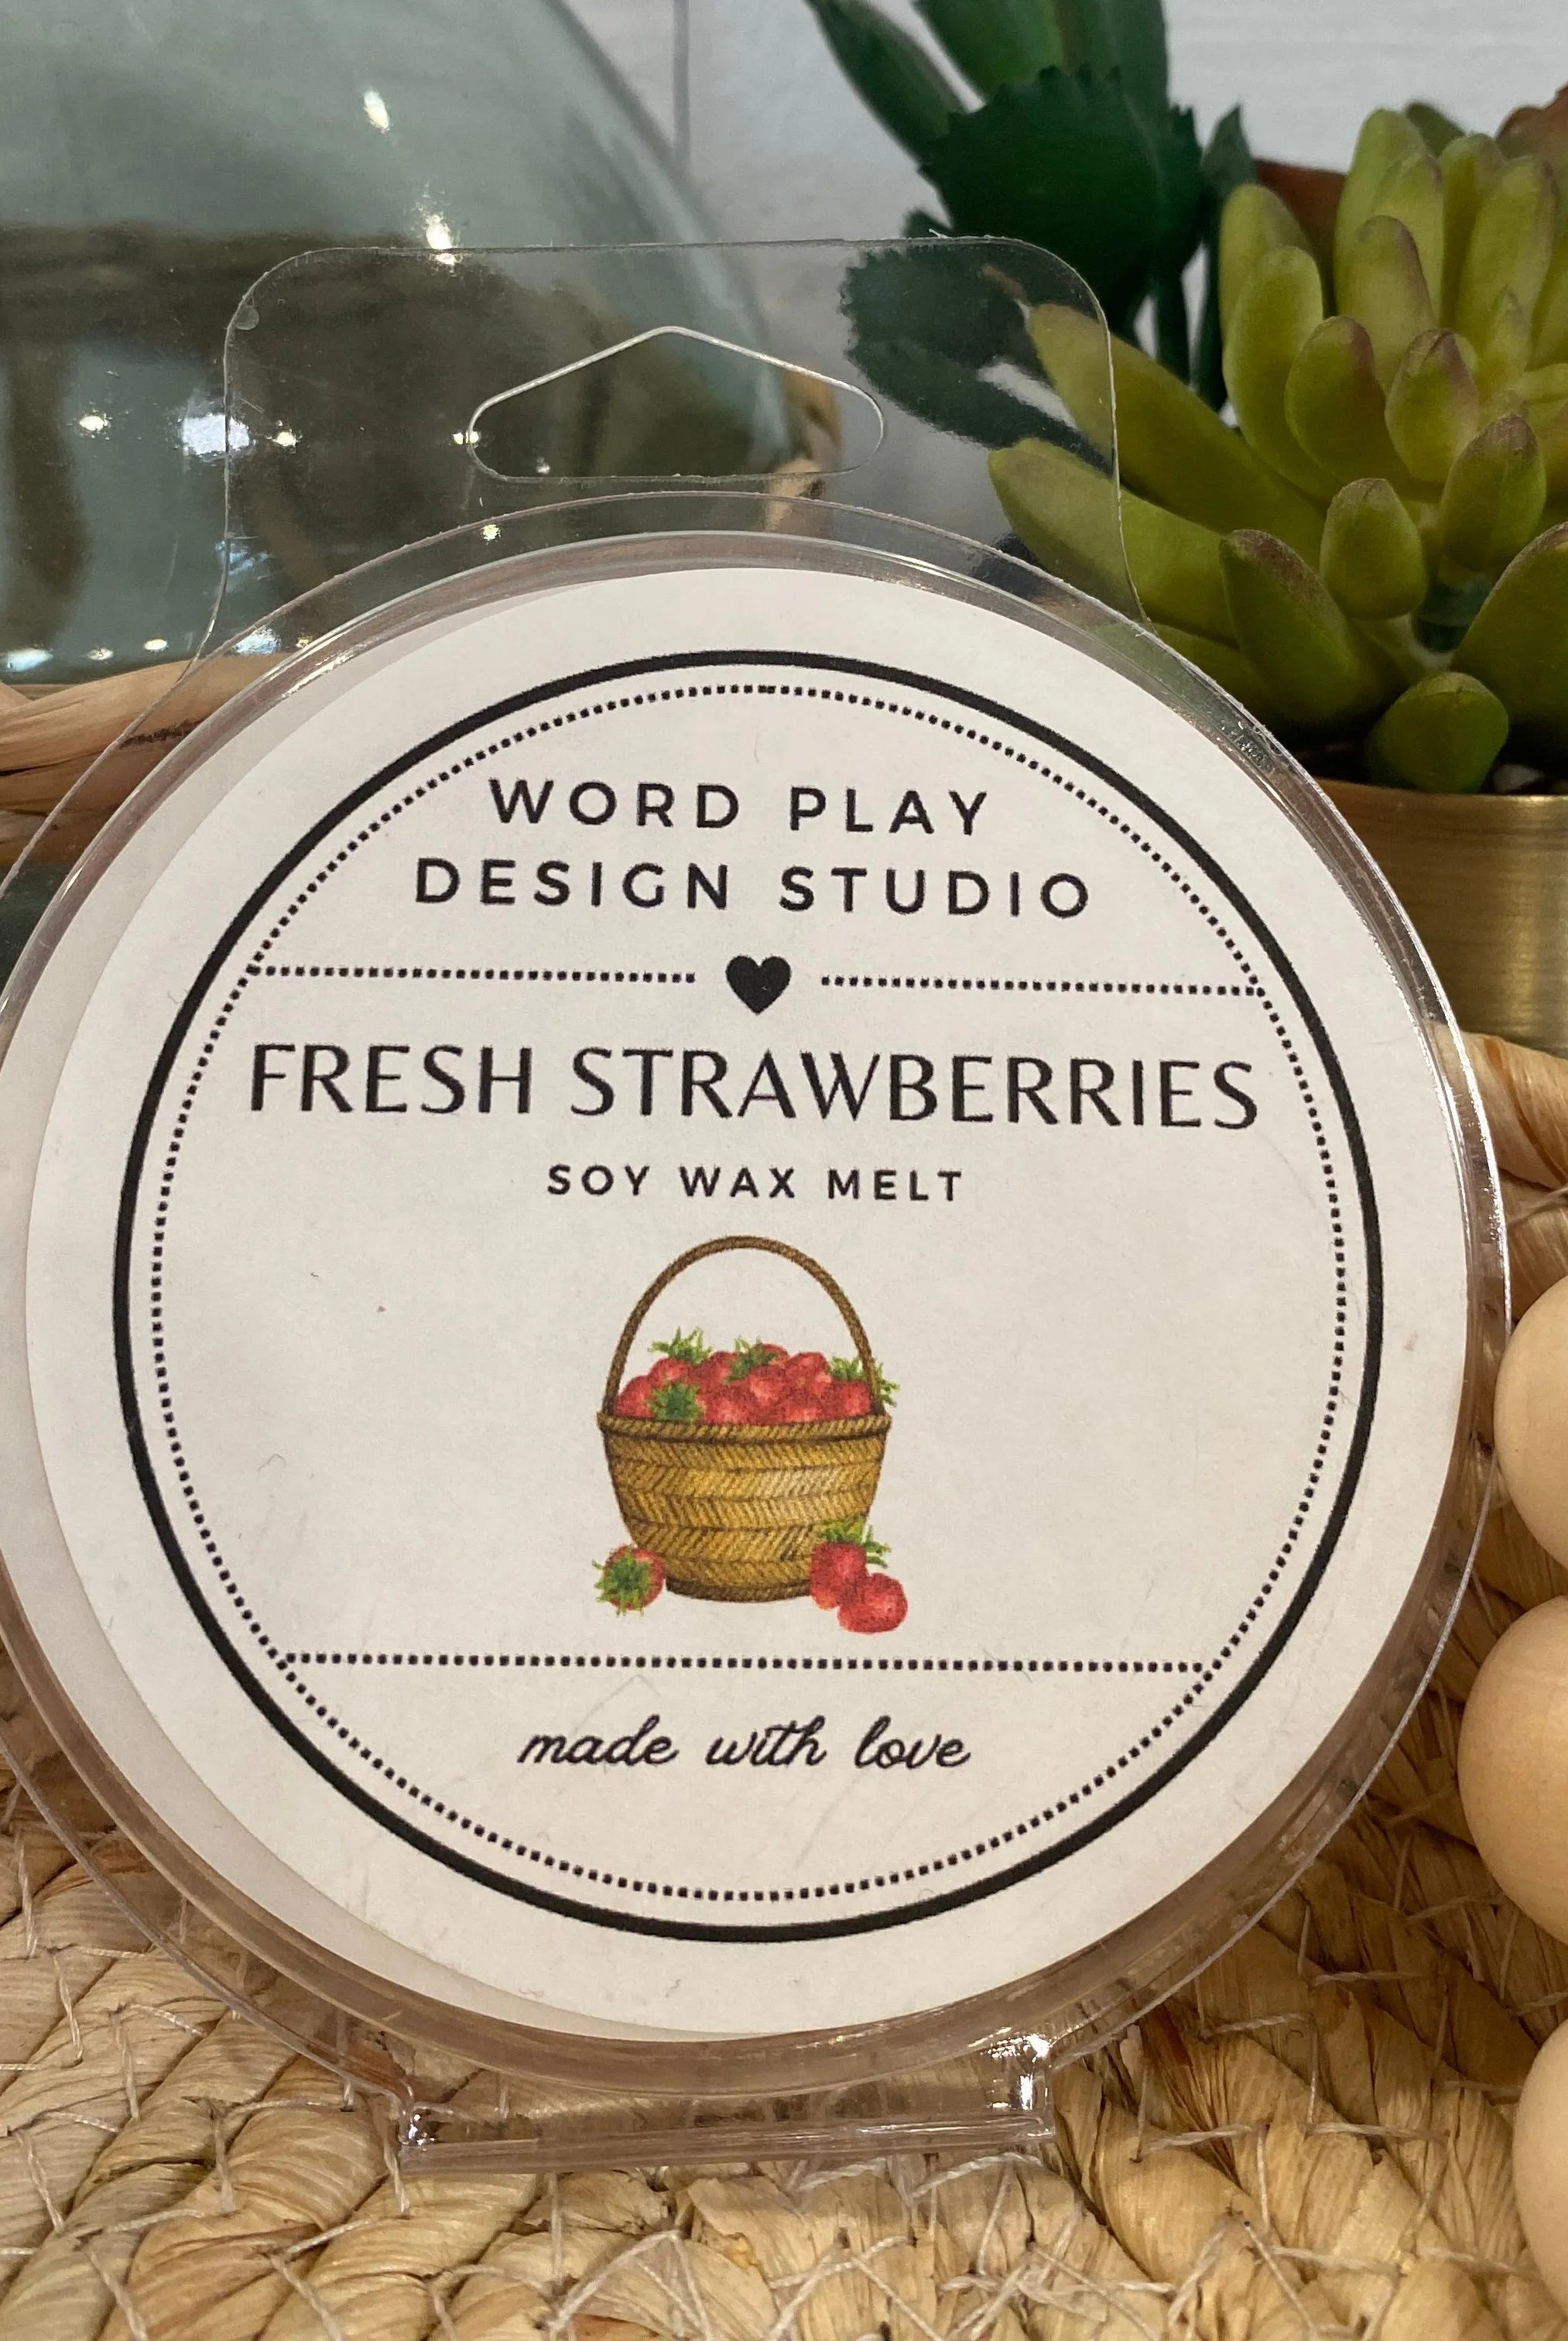 WORD PLAY
DESIGN STUDIO
FRESH STRAWBERRIES
SOY WAX MELT
made with love